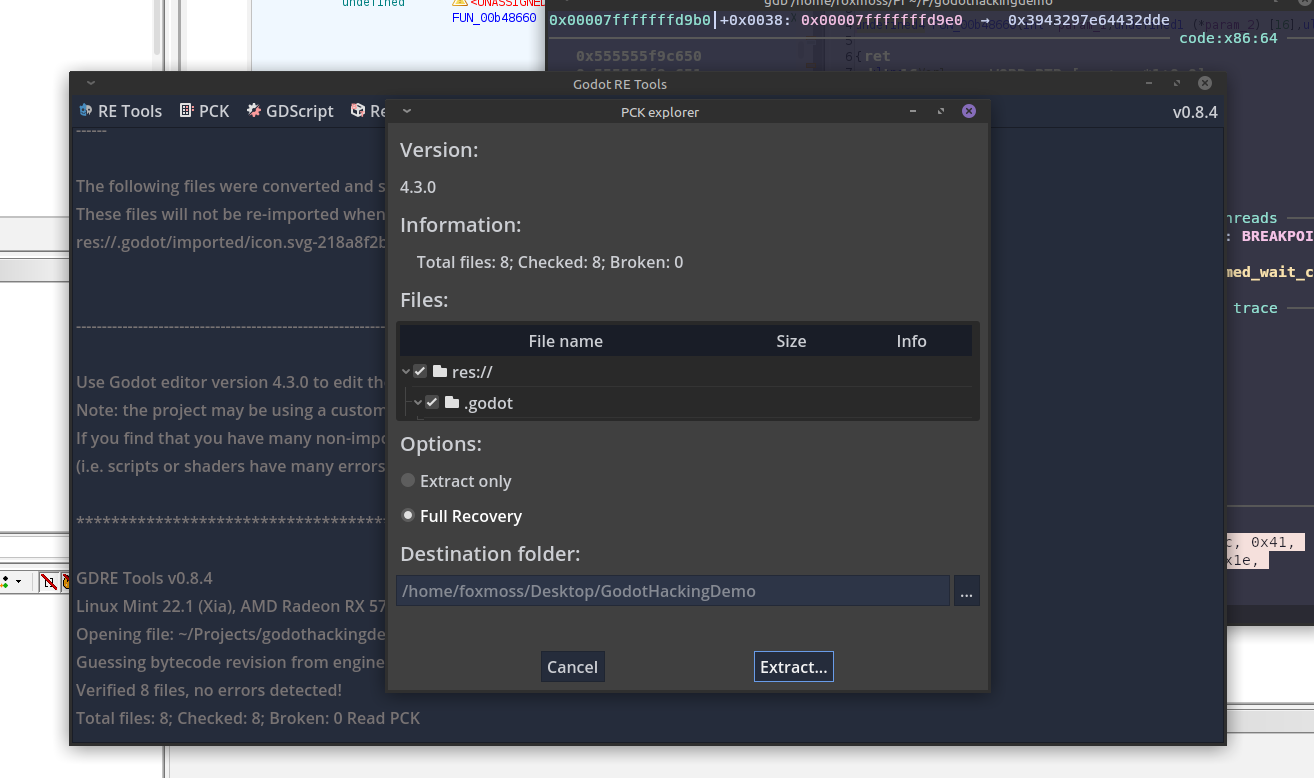 undefined
<UNASSIGNED
FUN_00b48660
gdb /home/foxmoss/Pr ~/P/godothackingdemo
0x00007fffffffd9b0│+0x0038: 0x00007fffffffd9e0 → 0x3943297e64432dde
code:x86:64
0x555555f9c650
ret
Godot RE Tools
RE Tools PCK GDScript Re
v0.8.4
PCK explorer
------
The following files were converted and s
These files will not be re-imported when
res://.godot/imported/icon.svg-218a8f2b
Use Godot editor version 4.3.0 to edit the
Note: the project may be using a custom
If you find that you have many non-impo
(i.e. scripts or shaders have many errors
GDRE Tools v0.8.4
Linux Mint 22.1 (Xia), AMD Radeon RX 57
Opening file: ~/Projects/godothackingde
Guessing bytecode revision from engine
Verified 8 files, no errors detected!
Total files: 8; Checked: 8; Broken: 0 Read PCK
Version:
4.3.0
Information:
Total files: 8; Checked: 8; Broken: 0
Files:
File name Size Info
res://
.godot
Options:
Extract only
Full Recovery
Destination folder:
/home/foxmoss/Desktop/GodotHackingDemo
...
Cancel Extract...
hreads
: BREAKPOI
med_wait_c
trace
c, 0x41,
x1e,